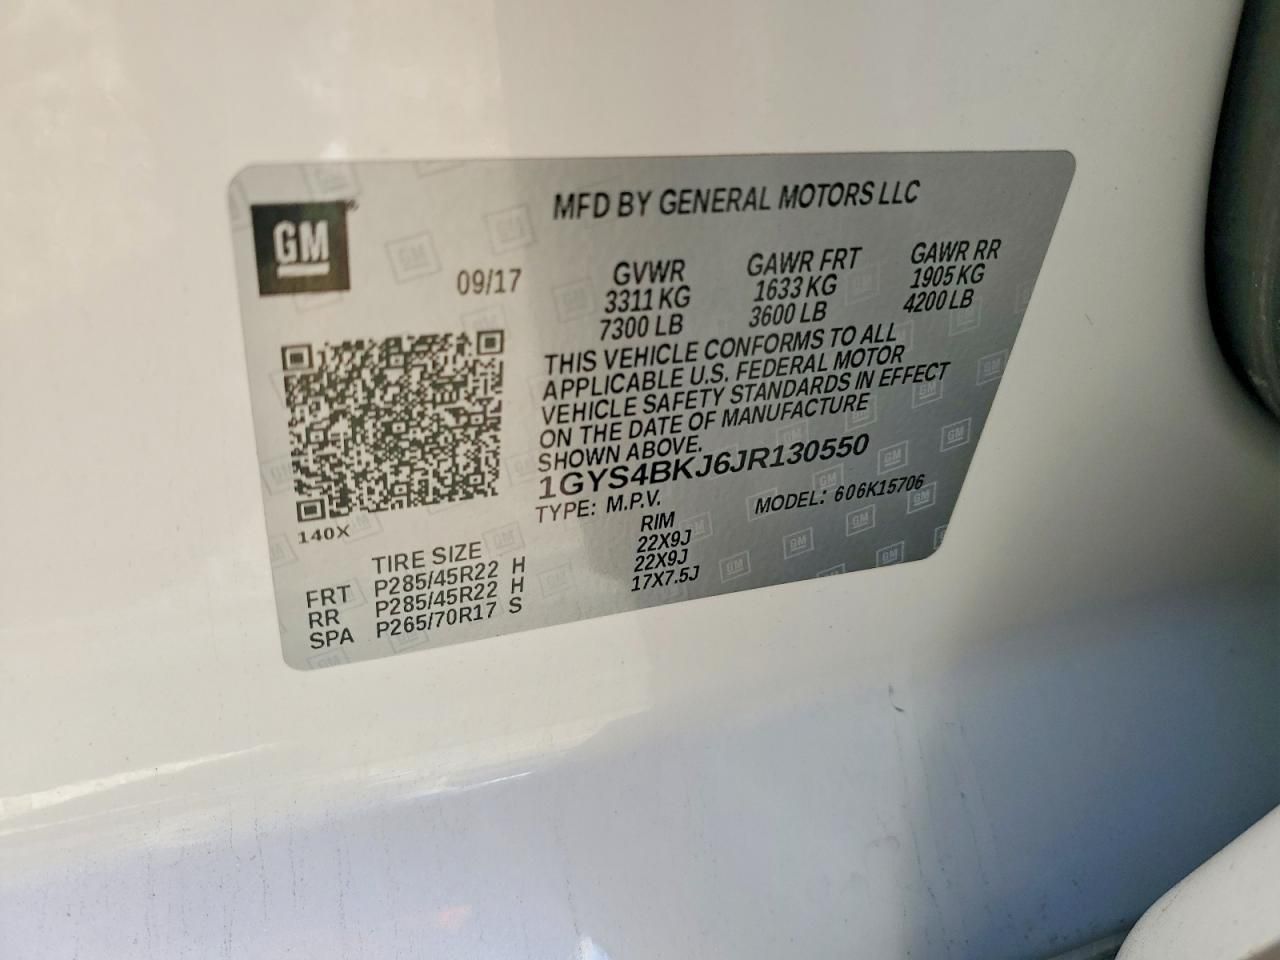 GM
MFD BY GENERAL MOTORS LLC
09/17
GVWR GAWR FRT GAWR RR
3311 KG 1633 KG 1905 KG
7300 LB 3600 LB 4200 LB
THIS VEHICLE CONFORMS TO ALL
APPLICABLE U.S. FEDERAL MOTOR
VEHICLE SAFETY STANDARDS IN EFFECT
ON THE DATE OF MANUFACTURE
SHOWN ABOVE.
1GYS4BKJ6JR130550
TYPE: M.P.V. MODEL: 606K15706
140X
TIRE SIZE RIM
FRT P285/45R22 H 22X9J
RR P285/45R22 H 22X9J
SPA P265/70R17 S 17X7.5J